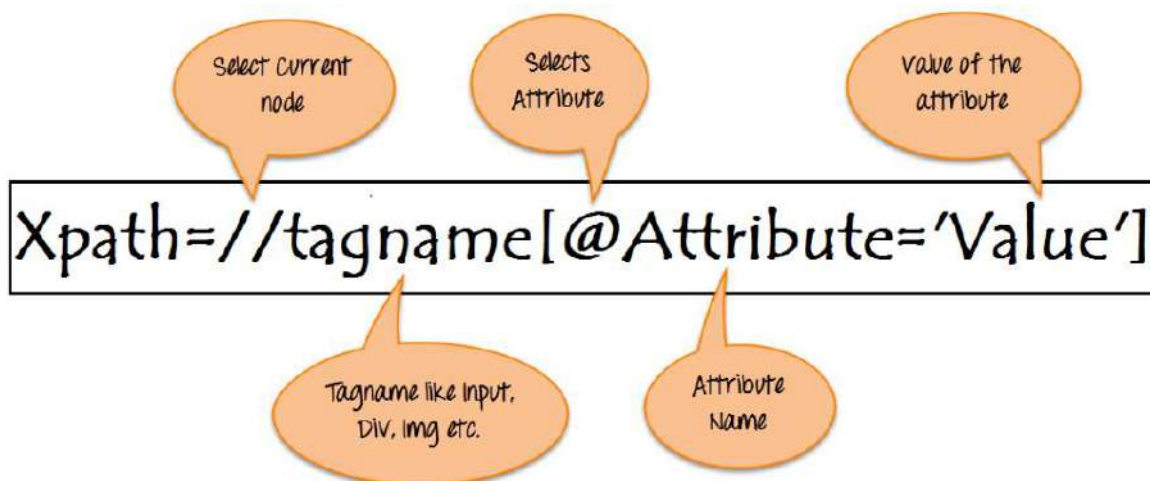 Select Current
node
Selects
Attribute
Value of the
attribute
Xpath=//tagname[@Attribute='Value']
Tagname like Input,
Div, Img etc.
Attribute
Name